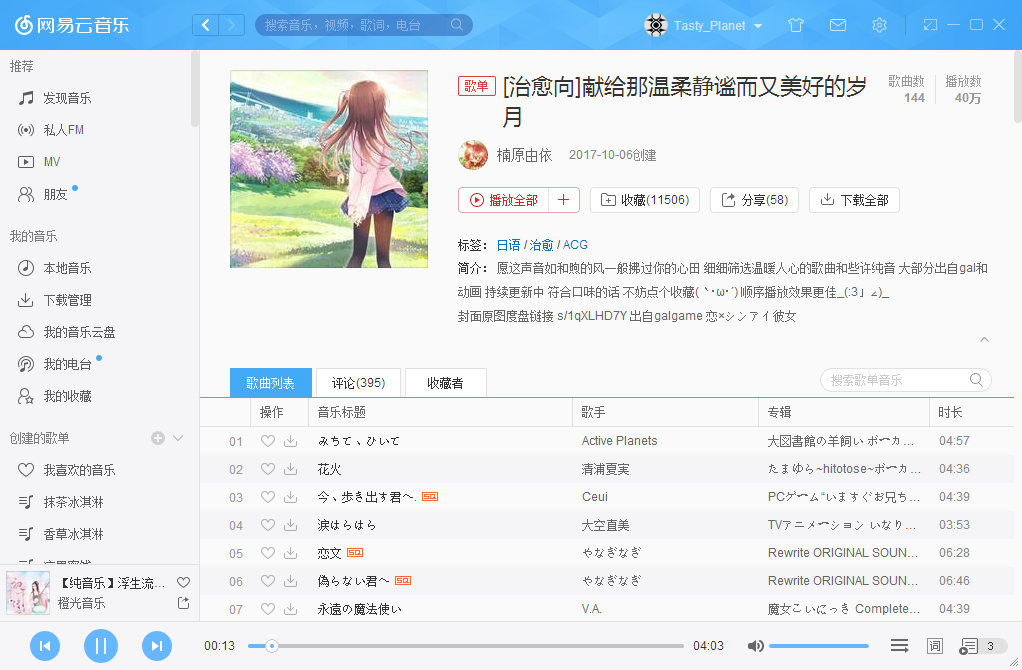 网易云音乐
搜索音乐，视频，歌词，电台
Tasty_Planet
推荐
发现音乐
私人FM
MV
朋友
我的音乐
本地音乐
下载管理
我的音乐云盘
我的电台
我的收藏
创建的歌单
我喜欢的音乐
抹茶冰淇淋
香草冰淇淋
【纯音乐】浮生流...
橙光音乐
歌单
[治愈向]献给那温柔静谧而又美好的岁
月
歌曲数
144
播放数
40万
楠原由依 2017-10-06创建
播放全部
收藏(11506)
分享(58)
下载全部
标签： 日语 / 治愈 / ACG
简介： 愿这声音如和煦的风一般拂过你的心田 细细筛选温暖人心的歌曲和些许纯音 大部分出自gal和
动画 持续更新中 符合口味的话 不妨点个收藏(｀･ω･´)顺序播放效果更佳_(:3」∠)_
封面原图度盘链接 s/1qXLHD7Y 出自galgame 恋×シンアイ彼女
歌曲列表
评论(395)
收藏者
搜索歌单音乐
操作 音乐标题 歌手 专辑 时长
01 みちて、ひいて Active Planets 大図書館の羊飼い ボーカ... 04:57
02 花火 清浦夏実 たまゆら~hitotose~ボーカ... 04:36
03 今、歩き出す君へ. SQ Ceui PCゲーム“いますぐお兄ち... 04:39
04 涙はらはら 大空直美 TVアニメーション いなり... 03:53
05 恋文 SQ やなぎなぎ Rewrite ORIGINAL SOUN... 06:28
06 偽らない君へ SQ やなぎなぎ Rewrite ORIGINAL SOUN... 06:46
07 永遠の魔法使い V.A. 魔女こいにっき Complete... 04:39
00:13
04:03
词
3